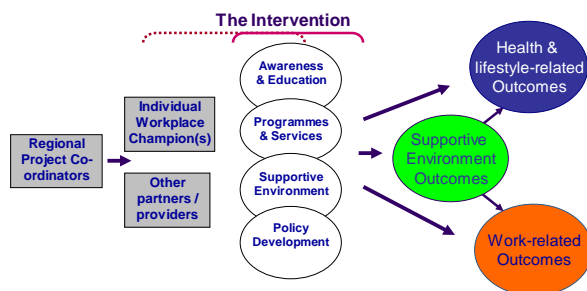 The Intervention
Awareness
& Education
Programmes
& Services
Supportive
Environment
Policy
Development
Individual
Workplace
Champion(s)
Other
partners /
providers
Regional
Project Co-
ordinators
Health &
lifestyle-related
Outcomes
Supportive
Environment
Outcomes
Work-related
Outcomes